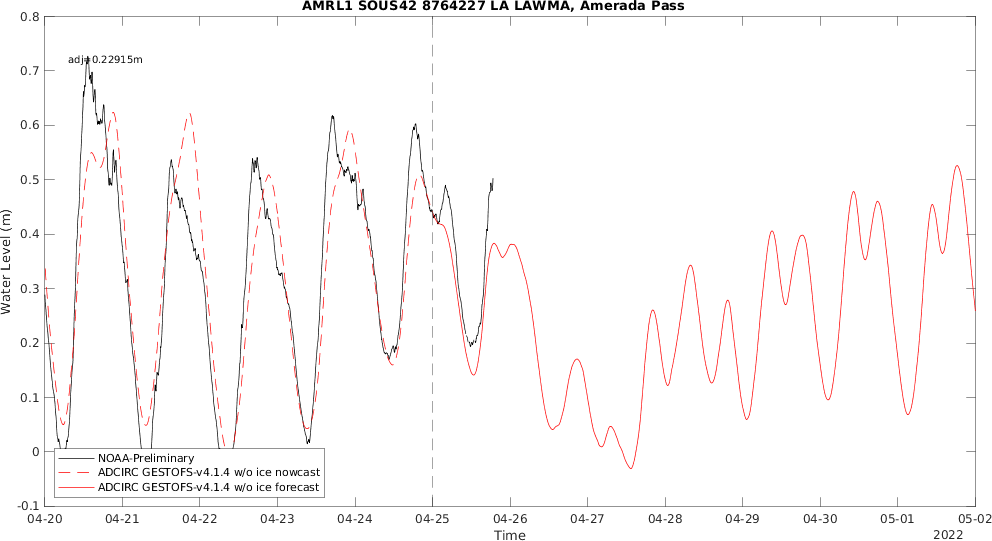 AMRL1 SOUS42 8764227 LA LAWMA, Amerada Pass
adj=0.22915m
0.8
0.7
0.6
0.5
0.4
0.3
0.2
0.1
0
-0.1
Water Level (m)
NOAA-Preliminary
ADCIRC GESTOFS-v4.1.4 w/o ice nowcast
ADCIRC GESTOFS-v4.1.4 w/o ice forecast
04-20 04-21 04-22 04-23 04-24 04-25 04-26 04-27 04-28 04-29 04-30 05-01 05-02
Time
2022